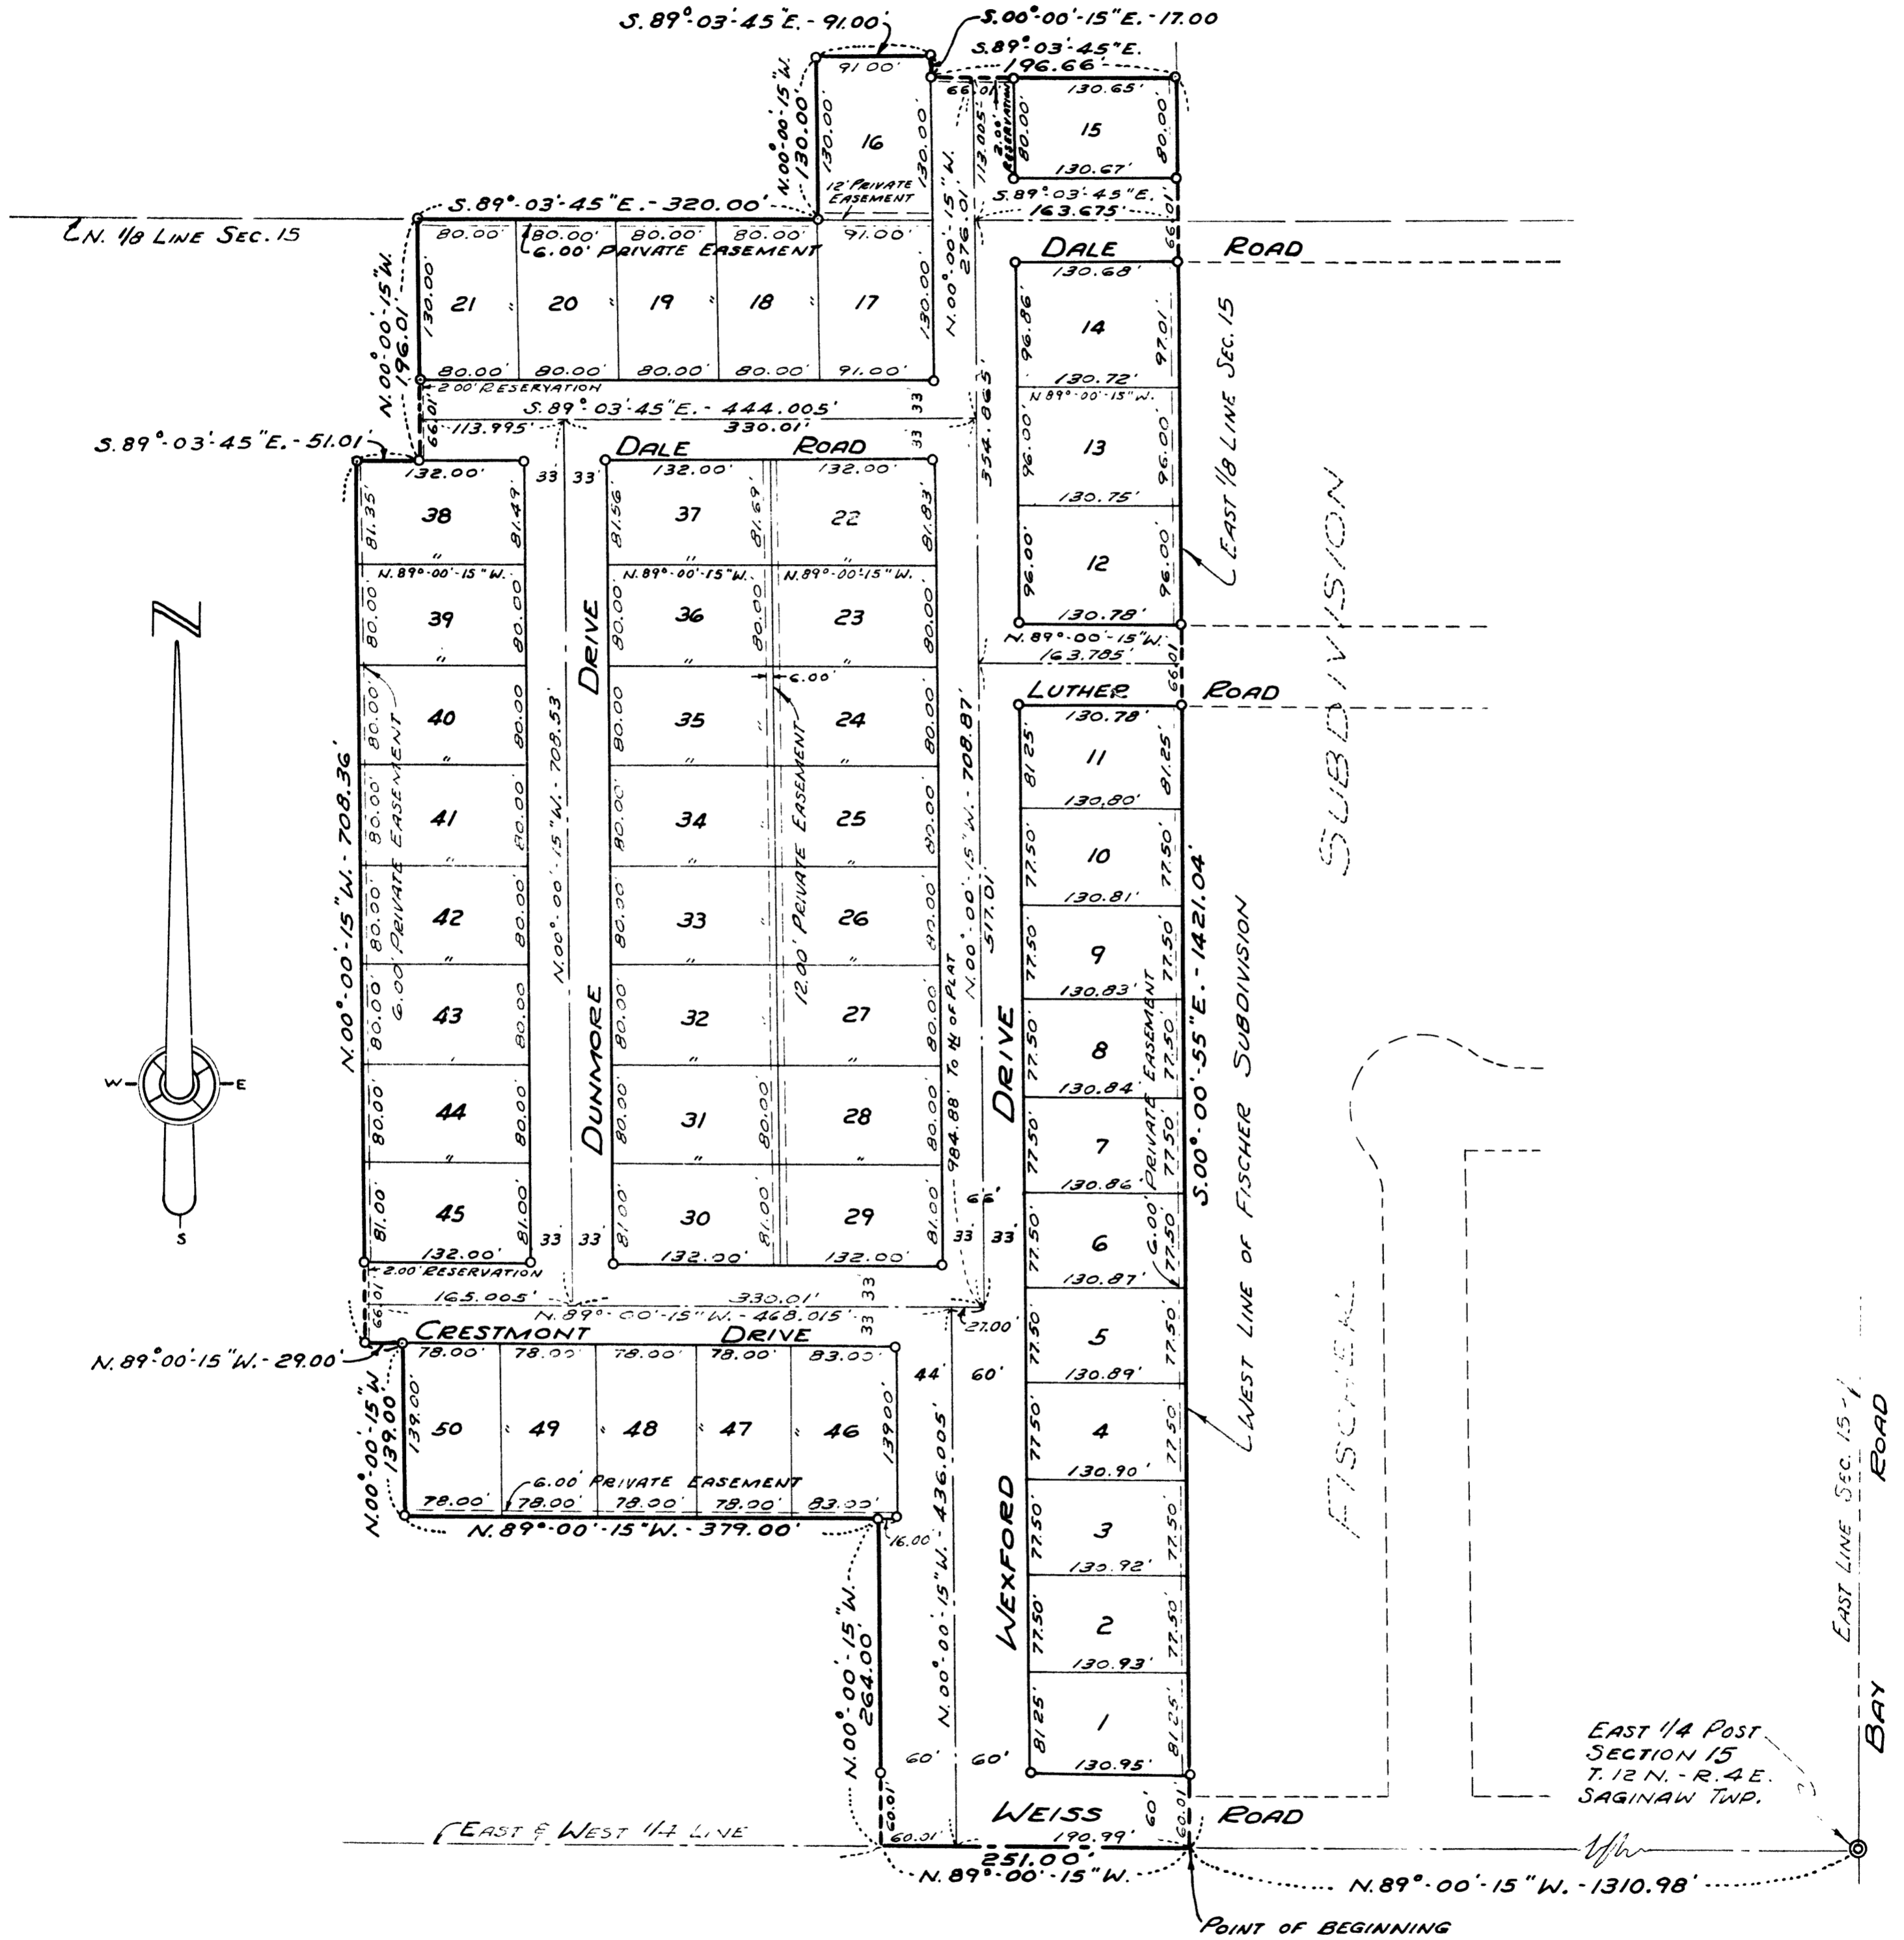 S. 89°-03'-45"E.- 91.00'
S.00°-00'-15"E.-17.00
S.89°-03'-45"E.
196.66'
91.00'
66.01'
130.65'
N.00°-00'-15"W.
130.00'
130.00'
16
130.00'
N.00°-00'-15"W.
276.01'
113.005'
2.00'
RESERVATION
80.00'
15
80.00'
130.67'
12' PRIVATE
EASEMENT
S.89°-03'-45"E.
163.675'
66.01'
S.89°-03'-45"E.-320.00'
N. 1/8 LINE SEC. 15
80.00' 80.00' 80.00' 80.00' 91.00'
6.00' PRIVATE EASEMENT
DALE ROAD
130.68'
N.00°-00'-15"W.
196.01'
130.00'
21 " 20 " 19 " 18 " 17
130.00'
80.00' 80.00' 80.00' 80.00' 91.00'
2.00' RESERVATION
96.86'
14
97.01'
130.72'
N 89°-00'-15"W.
96.00'
13
96.00'
130.75'
96.00'
12
96.00'
130.78'
EAST 1/8 LINE SEC. 15
N. 89°-00'-15"W.
163.785'
66.01'
S.89°-03'-45"E.- 444.005'
66.01'
113.995'
330.01'
33
33
354.865'
S.89°-03'-45"E.-51.01'
DALE ROAD
132.00'
33' 33'
132.00' 132.00'
81.35'
38
81.49'
"
81.56'
37
81.69'
"
22
81.83'
"
N.89°-00'-15"W.
N.89°-00'-15"W.
N.89°-00'-15"W.
80.00'
39
80.00'
"
80.00'
36
80.00'
"
23
80.00'
"
6.00'
80.00'
40
80.00
"
80.00
35
"
24
80.00'
"
80.00'
41
80.00'
"
80.00'
34
"
25
80.00'
"
80.00'
42
80.00'
"
80.00'
33
"
26
80.00'
"
80.00'
43
80.00'
80.00'
32
"
27
80.00'
"
80.00'
44
80.00'
"
80.00'
31
80.00'
"
28
80.00'
"
81.00'
45
81.00'
132.00'
81.00'
30
81.00'
132.00'
29
81.00'
132.00'
6.00' PRIVATE EASEMENT
12.00' PRIVATE EASEMENT
N.00°-00'-15"W.- 708.36'
N.00°-00'-15"W.- 708.53'
N.00°-00'-15"W.- 708.87'
517.01'
984.88' TO N. OF PLAT
DUNMORE DRIVE
33' 33'
66'
33' 33'
LUTHER ROAD
130.78'
81.25'
11
81.25'
130.80'
77.50'
10
77.50'
130.81'
77.50'
9
77.50'
130.83'
77.50'
8
77.50'
130.84'
77.50'
7
77.50'
130.86'
77.50'
6
77.50'
130.87'
77.50'
5
77.50'
130.89'
77.50'
4
77.50'
130.90'
77.50'
3
77.50'
130.92'
77.50'
2
77.50'
130.93'
81.25'
1
81.25'
130.95'
6.00' PRIVATE EASEMENT
S.00°-00'-55"E.- 1421.04'
WEST LINE OF FISCHER SUBDIVISION
WEXFORD DRIVE
FISCHER SUBDIVISION
N
W
E
S
2.00' RESERVATION
66.01
165.005'
330.01'
N.89°-00'-15"W.-468.015'
33
33
27.00'
CRESTMONT DRIVE
N.89°00'-15"W.-29.00'
78.00' 78.00' 78.00' 78.00' 83.00'
N.00°-00'-15"W
139.00'
139.00'
50 " 49 " 48 " 47 " 46
139.00'
44' 60'
6.00' PRIVATE EASEMENT
78.00' 78.00' 78.00' 78.00' 83.00'
N.89°-00'-15"W.-379.00'
16.00'
N.00°-00'-15"W.
264.00'
N.00°-00'-15"W.- 436.005'
60' 60'
60.01'
WEISS ROAD
60'
60.01'
EAST & WEST 1/4 LINE
60.01'
190.99'
251.00'
N.89°-00'-15"W.
N.89°-00'-15"W.-1310.98'
POINT OF BEGINNING
EAST 1/4 POST
SECTION 15
T. 12 N. - R. 4 E.
SAGINAW TWP.
EAST LINE SEC. 15
BAY ROAD